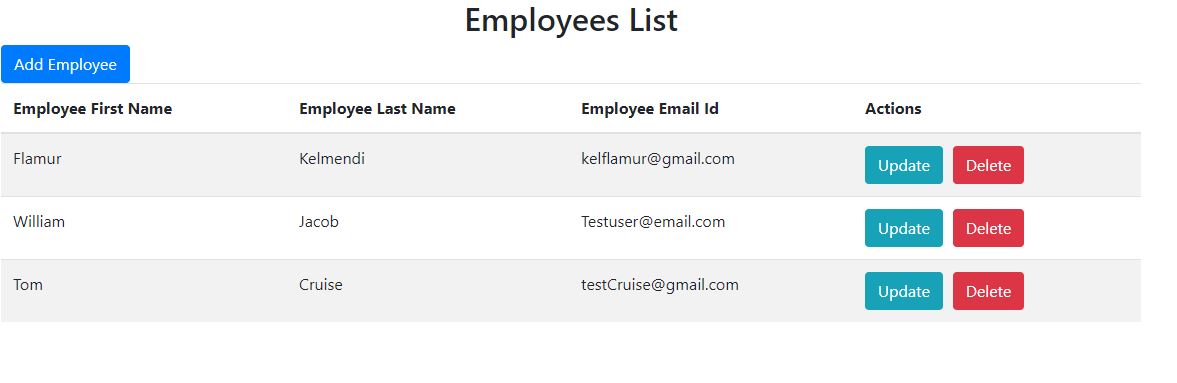 Employees List
Add Employee
Employee First Name Employee Last Name Employee Email Id Actions
Flamur Kelmendi kelflamur@gmail.com Update Delete
William Jacob Testuser@email.com Update Delete
Tom Cruise testCruise@gmail.com Update Delete